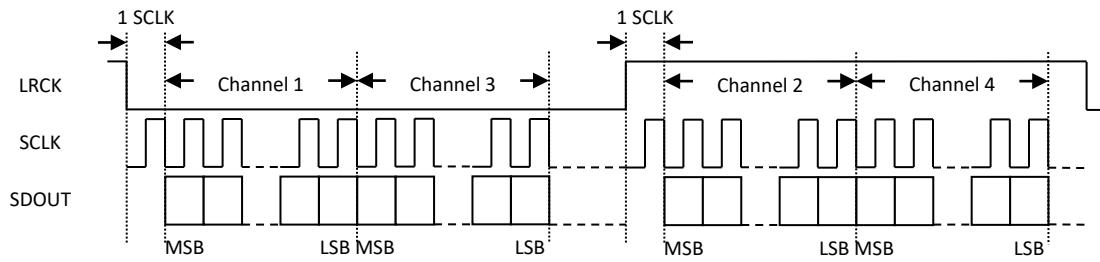 1 SCLK 1 SCLK
LRCK Channel 1 Channel 3 Channel 2 Channel 4
SCLK
SDOUT
MSB LSB MSB LSB MSB LSB MSB LSB